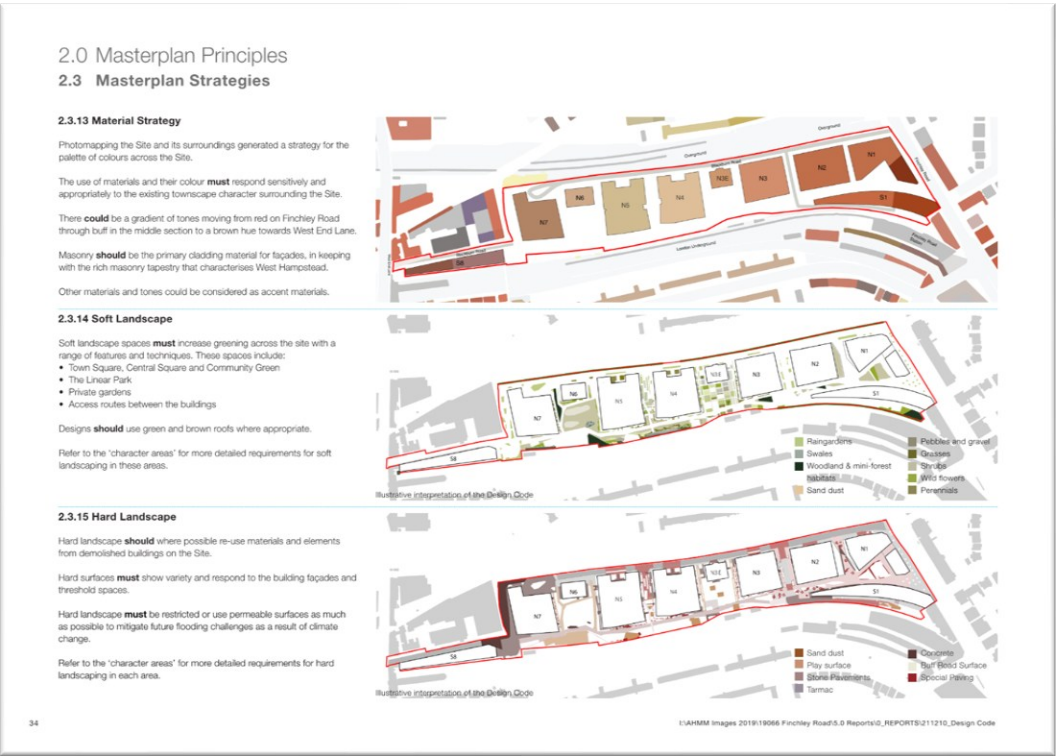 2.0 Masterplan Principles
2.3 Masterplan Strategies
2.3.13 Material Strategy
Photomapping the Site and its surroundings generated a strategy for the
palette of colours across the Site.
The use of materials and their colour must respond sensitively and
appropriately to the existing townscape character surrounding the Site.
There could be a gradient of tones moving from red on Finchley Road
through buff in the middle section to a brown hue towards West End Lane.
Masonry should be the primary cladding material for façades, in keeping
with the rich masonry tapestry that characterises West Hampstead.
Other materials and tones could be considered as accent materials.
Overground
Overground
Blackburn Road
Finchley Road
N1
N2
N3
N3E
N4
N5
N6
N7
S1
S8
Blackburn Road
London Underground
Finchley Road
Station
2.3.14 Soft Landscape
Soft landscape spaces must increase greening across the site with a
range of features and techniques. These spaces include:
• Town Square, Central Square and Community Green
• The Linear Park
• Private gardens
• Access routes between the buildings
Designs should use green and brown roofs where appropriate.
Refer to the ‘character areas’ for more detailed requirements for soft
landscaping in these areas.
N1
N2
N3
N3E
N4
N5
N6
N7
S1
S8
Raingardens
Swales
Woodland & mini-forest
habitats
Sand dust
Pebbles and gravel
Grasses
Shrubs
Wild flowers
Perennials
Illustrative interpretation of the Design Code
2.3.15 Hard Landscape
Hard landscape should where possible re-use materials and elements
from demolished buildings on the Site.
Hard surfaces must show variety and respond to the building façades and
threshold spaces.
Hard landscape must be restricted or use permeable surfaces as much
as possible to mitigate future flooding challenges as a result of climate
change.
Refer to the ‘character areas’ for more detailed requirements for hard
landscaping in each area.
N1
N2
N3
N3E
N4
N5
N6
N7
S1
S8
Sand dust
Play surface
Stone Pavements
Tarmac
Concrete
Buff Road Surface
Special Paving
Illustrative interpretation of the Design Code
34
I:\AHMM Images 2019\19066 Finchley Road\5.0 Reports\0_REPORTS\211210_Design Code